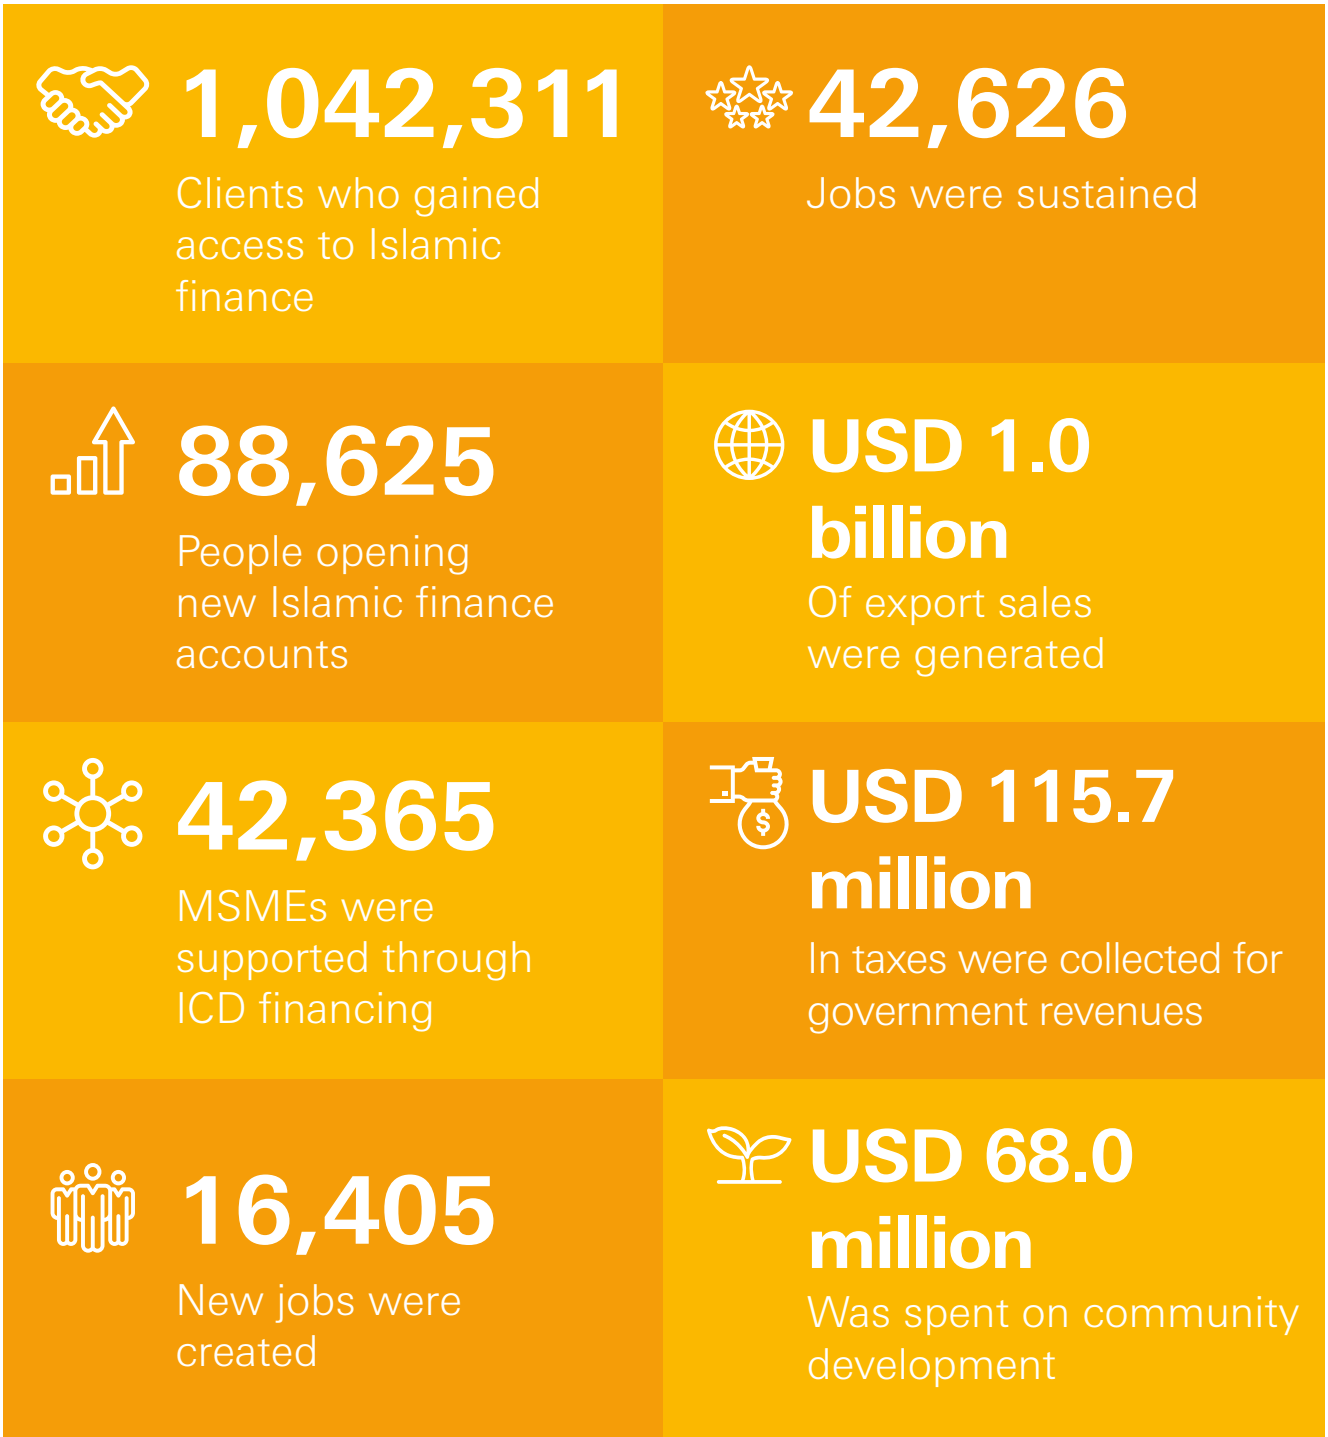 1,042,311
Clients who gained
access to Islamic
finance
42,626
Jobs were sustained
88,625
People opening
new Islamic finance
accounts
USD 1.0
billion
Of export sales
were generated
42,365
MSMEs were
supported through
ICD financing
USD 115.7
million
In taxes were collected for
government revenues
16,405
New jobs were
created
USD 68.0
million
Was spent on community
development